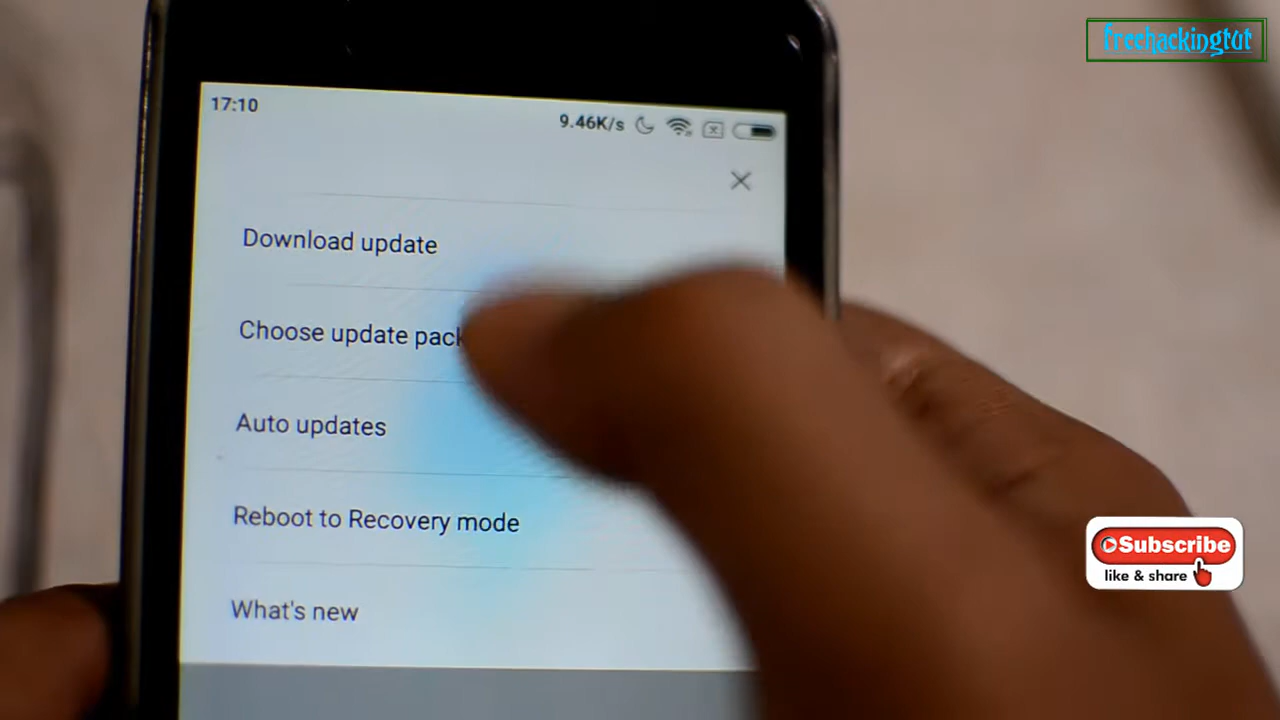 freehackingtut
17:10
9.46K/s
Download update
Choose update pack
Auto updates
Reboot to Recovery mode
What's new
Subscribe
like & share